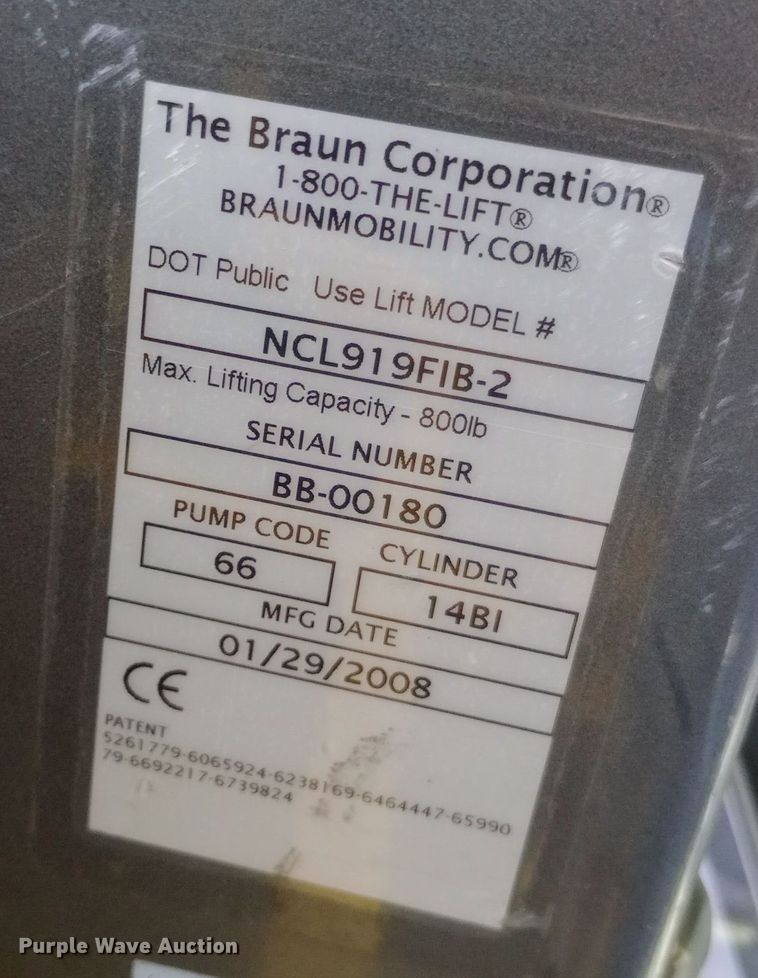 The Braun Corporation®
1-800-THE-LIFT®
BRAUNMOBILITY.COM®
DOT Public Use Lift MODEL #
NCL919FIB-2
Max. Lifting Capacity - 800lb
SERIAL NUMBER
BB-00180
PUMP CODE CYLINDER
66 14BI
MFG DATE
01/29/2008
CE
PATENT
5261779-6065924-6238169-6464447-65990
79-6692217-6739824
Purple Wave Auction